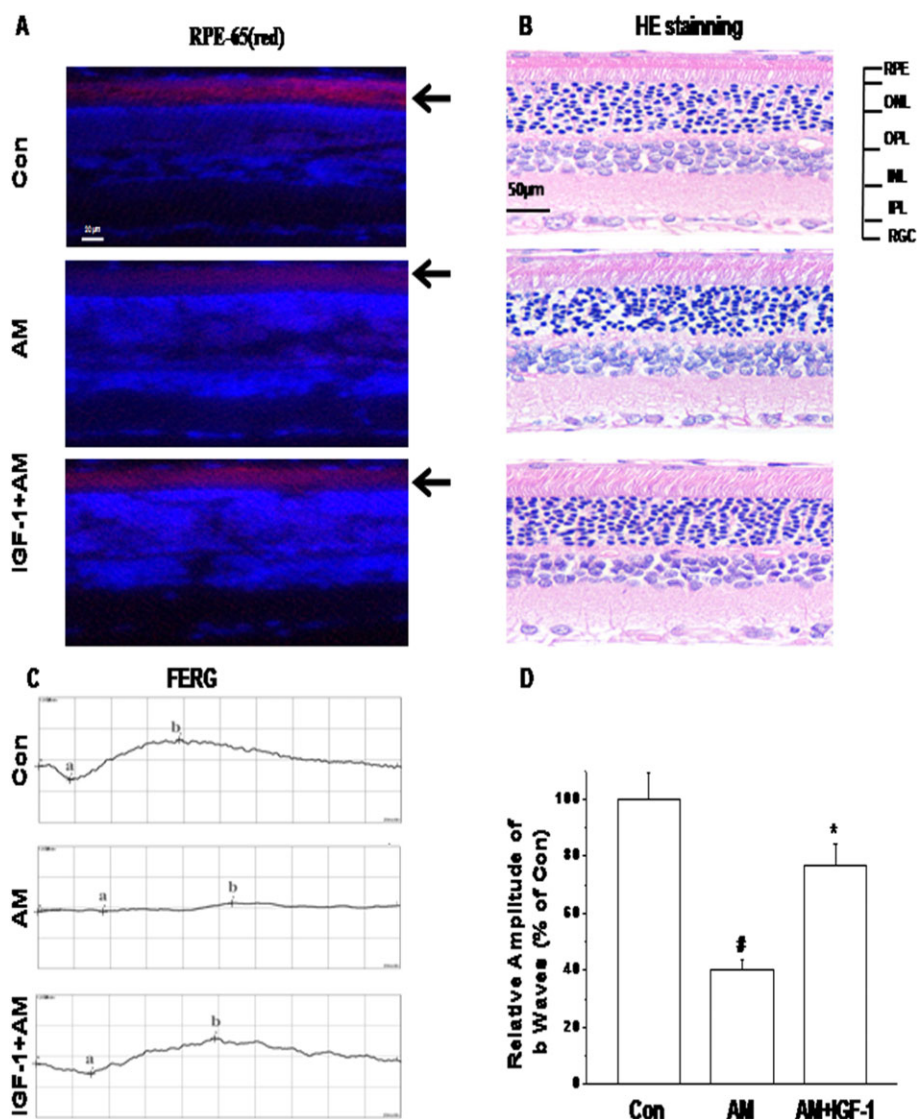 A
RPE-65(red)
B
HE stainning
Con
AM
IGF-1+AM
50μm
RPE
ONL
OPL
INL
IPL
RGC
C
FERG
Con
a
b
AM
a
b
IGF-1+AM
a
b
D
Relative Amplitude of
b Waves (% of Con)
100
80
60
40
20
0
#
*
Con
AM
AM+IGF-1